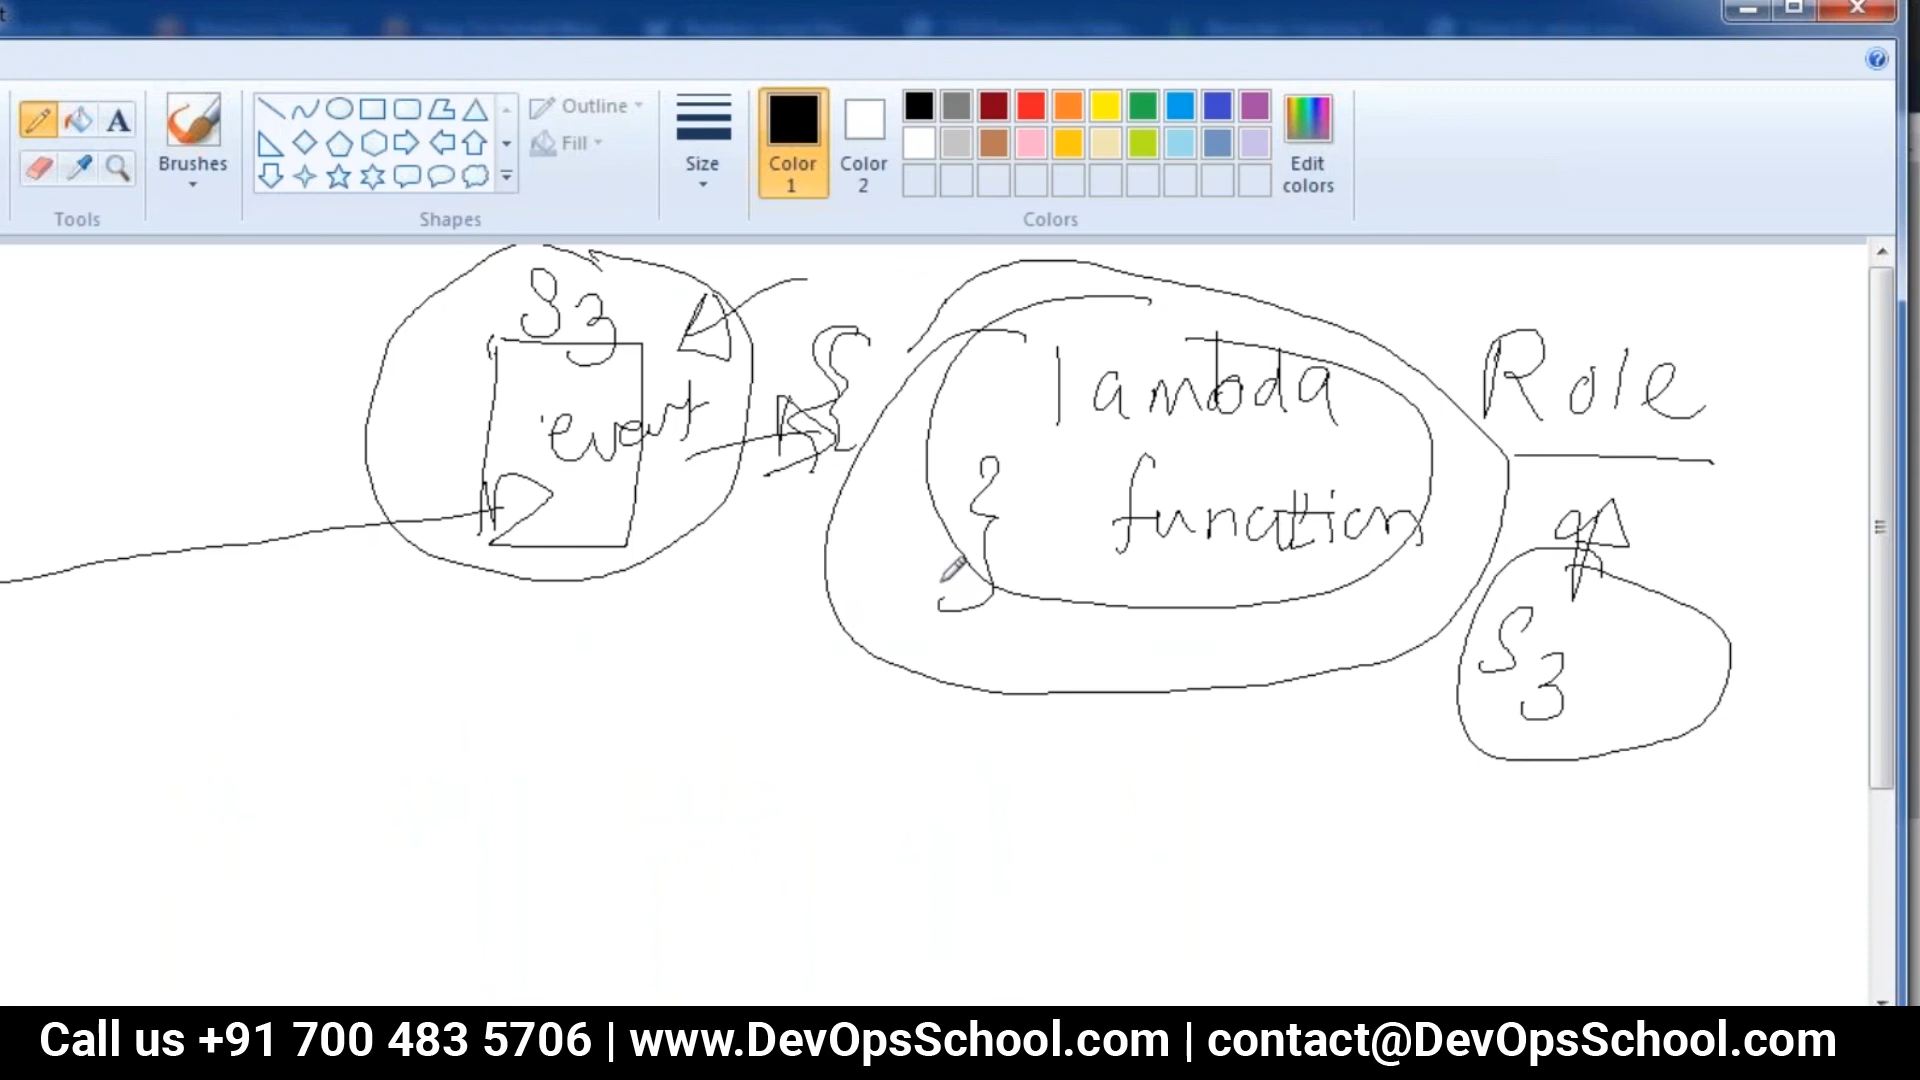 t
Outline
Fill
Brushes
Size
Color
1
Color
2
Edit
colors
Tools
Shapes
Colors
S3
event
lambda
function
Role
S3
Call us +91 700 483 5706 | www.DevOpsSchool.com | contact@DevOpsSchool.com